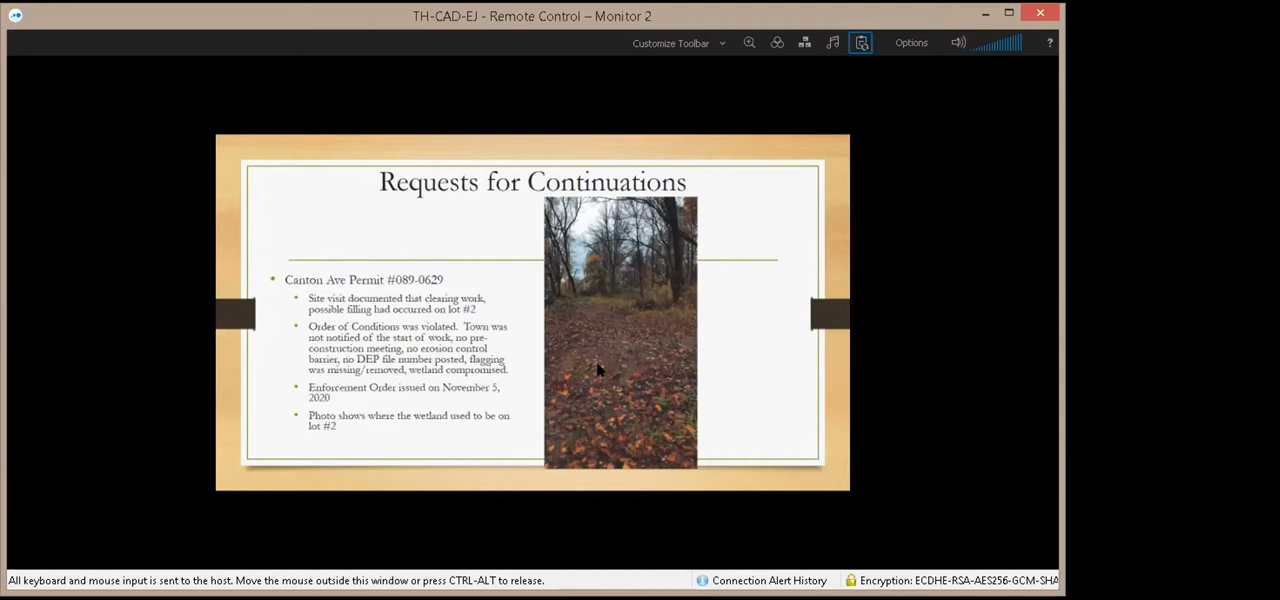 TH-CAD-EJ - Remote Control – Monitor 2
Customize Toolbar
Options
?
Requests for Continuations
• Canton Ave Permit #089-0629
• Site visit documented that clearing work,
possible filling had occurred on lot #2
• Order of Conditions was violated. Town was
not notified of the start of work, no pre-
construction meeting, no erosion control
barrier, no DEP file number posted, flagging
was missing/removed, wetland compromised.
• Enforcement Order issued on November 5,
2020
• Photo shows where the wetland used to be on
lot #2
All keyboard and mouse input is sent to the host. Move the mouse outside this window or press CTRL-ALT to release.
Connection Alert History
Encryption: ECDHE-RSA-AES256-GCM-SHA